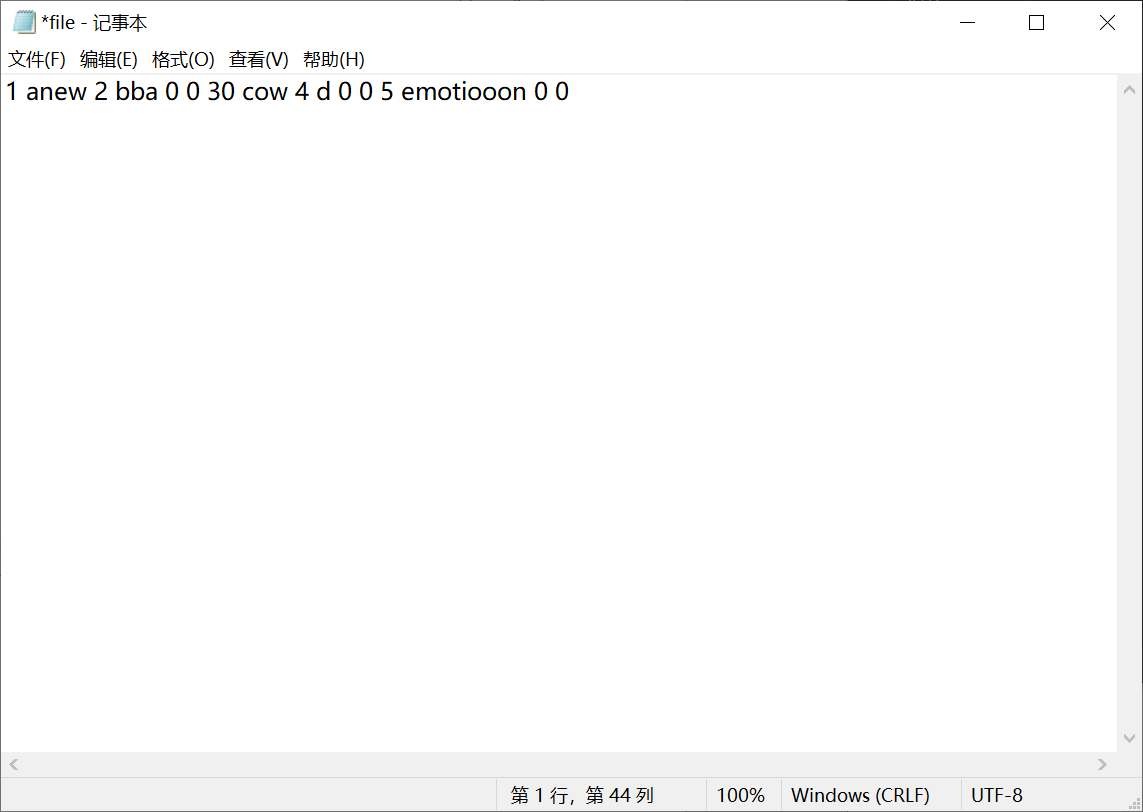 *file - 记事本
文件(F) 编辑(E) 格式(O) 查看(V) 帮助(H)
1 anew 2 bba 0 0 30 cow 4 d 0 0 5 emotiooon 0 0
第 1 行，第 44 列 100% Windows (CRLF) UTF-8